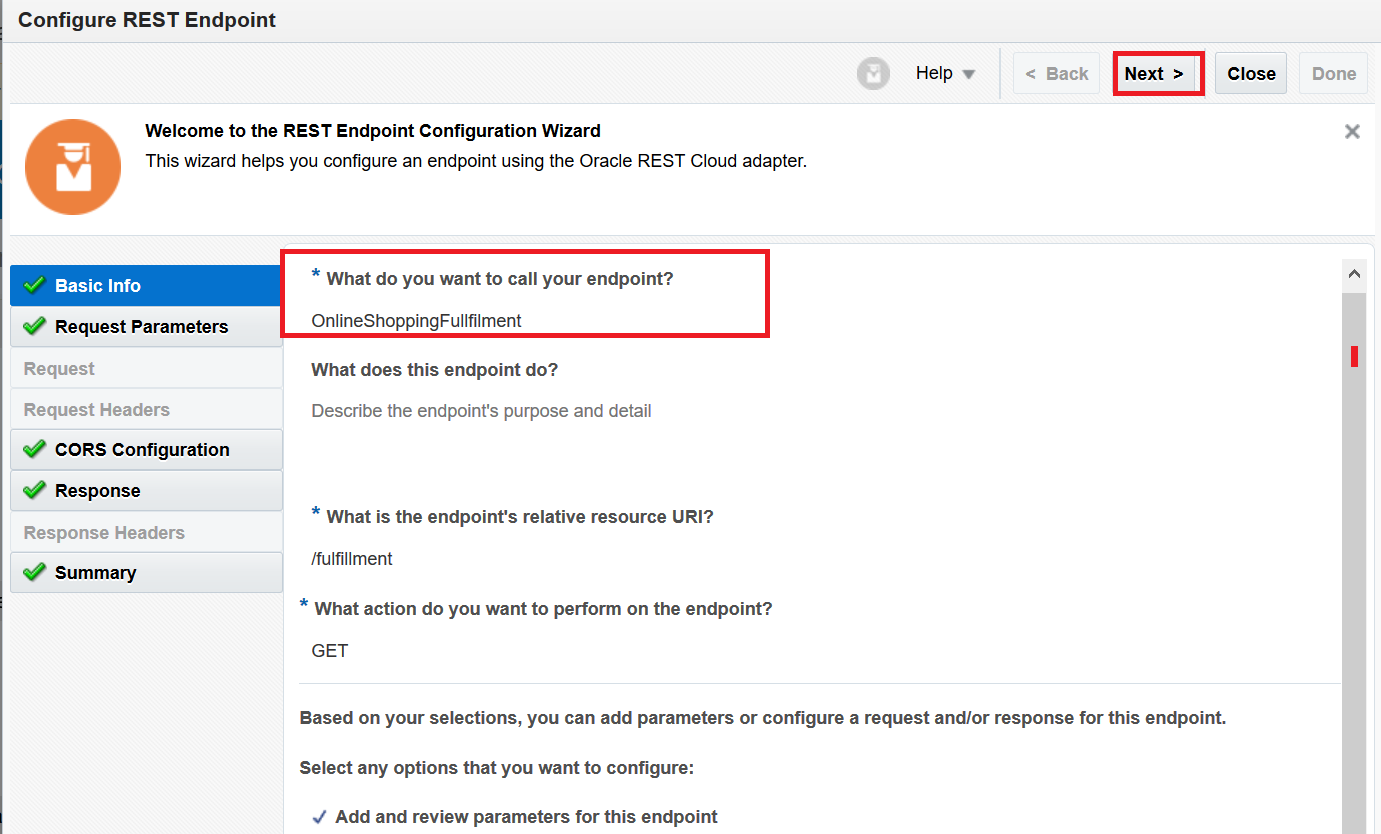 Configure REST Endpoint
Help
< Back
Next >
Close
Done
Welcome to the REST Endpoint Configuration Wizard
This wizard helps you configure an endpoint using the Oracle REST Cloud adapter.
Basic Info
Request Parameters
Request
Request Headers
CORS Configuration
Response
Response Headers
Summary
* What do you want to call your endpoint?
OnlineShoppingFullfilment
What does this endpoint do?
Describe the endpoint's purpose and detail
* What is the endpoint's relative resource URI?
/fulfillment
* What action do you want to perform on the endpoint?
GET
Based on your selections, you can add parameters or configure a request and/or response for this endpoint.
Select any options that you want to configure:
Add and review parameters for this endpoint